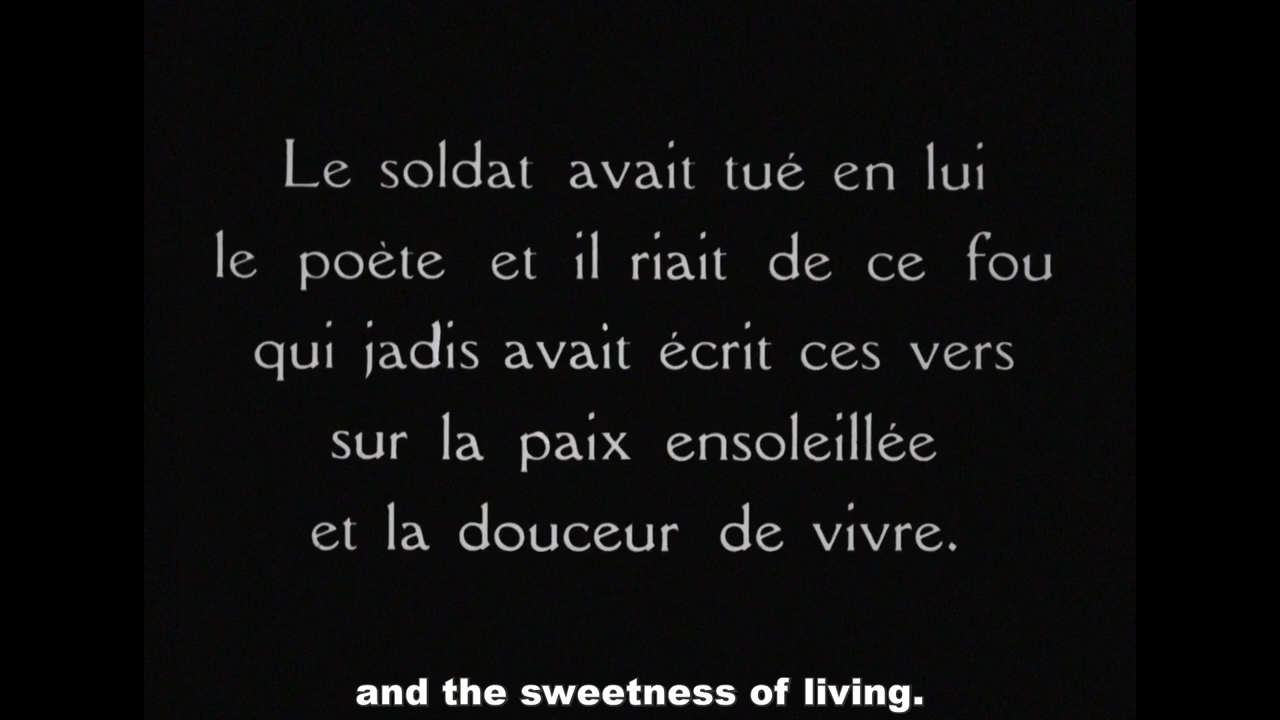 Le soldat avait tué en lui
le poète et il riait de ce fou
qui jadis avait écrit ces vers
sur la paix ensoleillée
et la douceur de vivre.
and the sweetness of living.